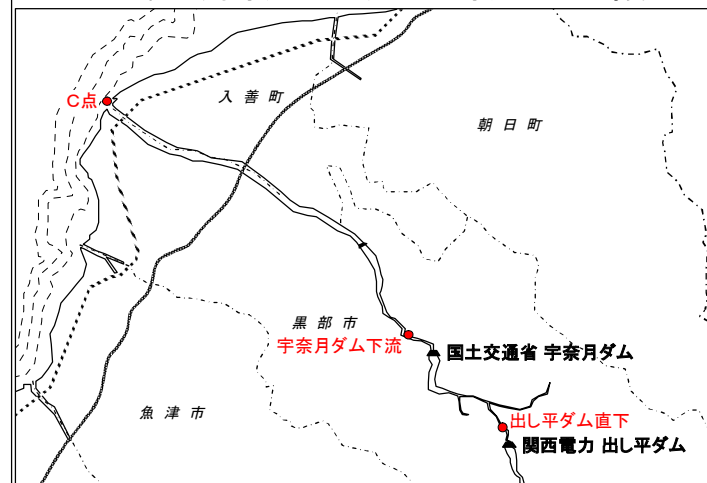 C点
入善町
朝日町
黒部市
宇奈月ダム下流
国土交通省 宇奈月ダム
魚津市
出し平ダム直下
関西電力 出し平ダム